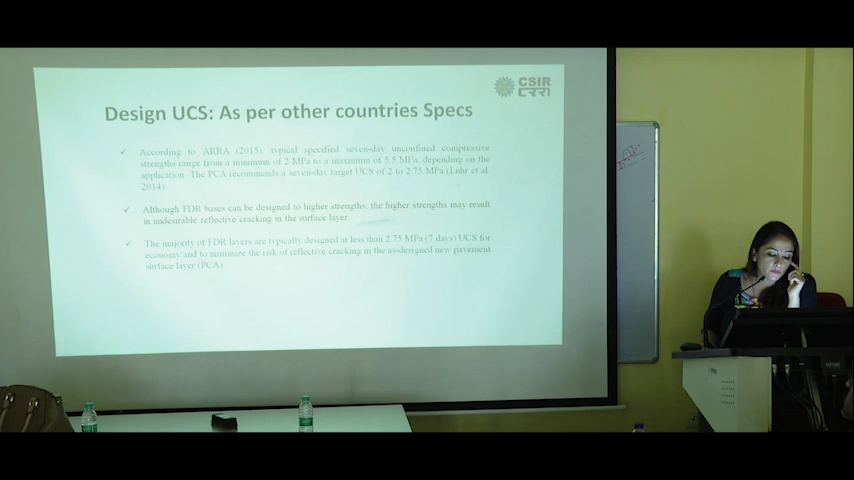 CSIR
Design UCS: As per other countries Specs
✓ According to ARRA (2015), typical specified seven-day unconfined compressive
strengths range from a minimum of 2 MPa to a maximum of 5.5 MPa, depending on the
application. The PCA recommends a seven-day target UCS of 2 to 2.75 MPa (Luhr et al
2014).
✓ Although FDR bases can be designed to higher strengths, the higher strengths may result
in undesirable reflective cracking in the surface layer
✓ The majority of FDR layers are typically designed at less than 2.75 MPa (7 days) UCS for
economy and to minimize the risk of reflective cracking in the as-designed new pavement
surface layer (PCA)